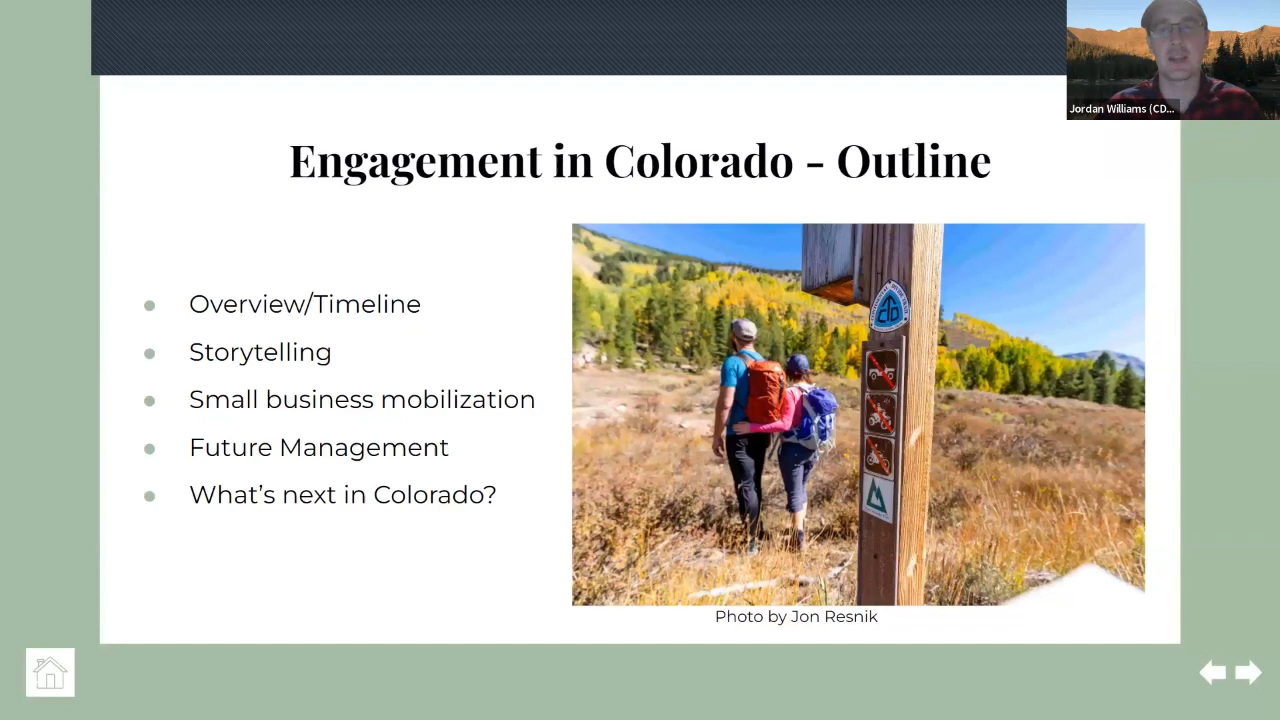 Jordan Williams (CD...
Engagement in Colorado - Outline
Overview/Timeline
Storytelling
Small business mobilization
Future Management
What's next in Colorado?
CTD
Photo by Jon Resnik